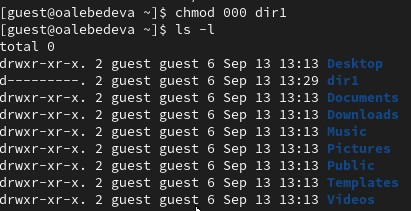 [guest@oalebedeva ~]$ chmod 000 dir1
[guest@oalebedeva ~]$ ls -l
total 0
drwxr-xr-x. 2 guest guest 6 Sep 13 13:13 Desktop
d---------. 2 guest guest 6 Sep 13 13:29 dir1
drwxr-xr-x. 2 guest guest 6 Sep 13 13:13 Documents
drwxr-xr-x. 2 guest guest 6 Sep 13 13:13 Downloads
drwxr-xr-x. 2 guest guest 6 Sep 13 13:13 Music
drwxr-xr-x. 2 guest guest 6 Sep 13 13:13 Pictures
drwxr-xr-x. 2 guest guest 6 Sep 13 13:13 Public
drwxr-xr-x. 2 guest guest 6 Sep 13 13:13 Templates
drwxr-xr-x. 2 guest guest 6 Sep 13 13:13 Videos